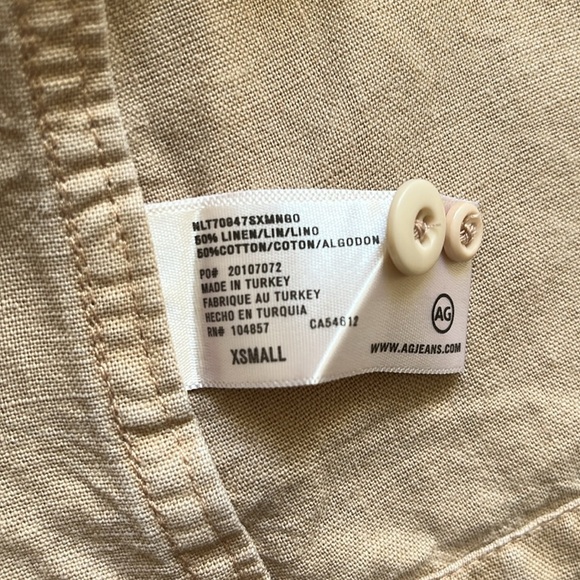 NLT70947SXMNGO
50% LINEN/LIN/LINO
50%COTTON/COTON/ALGODON
PO# 20107072
MADE IN TURKEY
FABRIQUE AU TURKEY
HECHO EN TURQUIA
RN# 104857 CA54612
XSMALL
AG
WWW.AGJEANS.COM